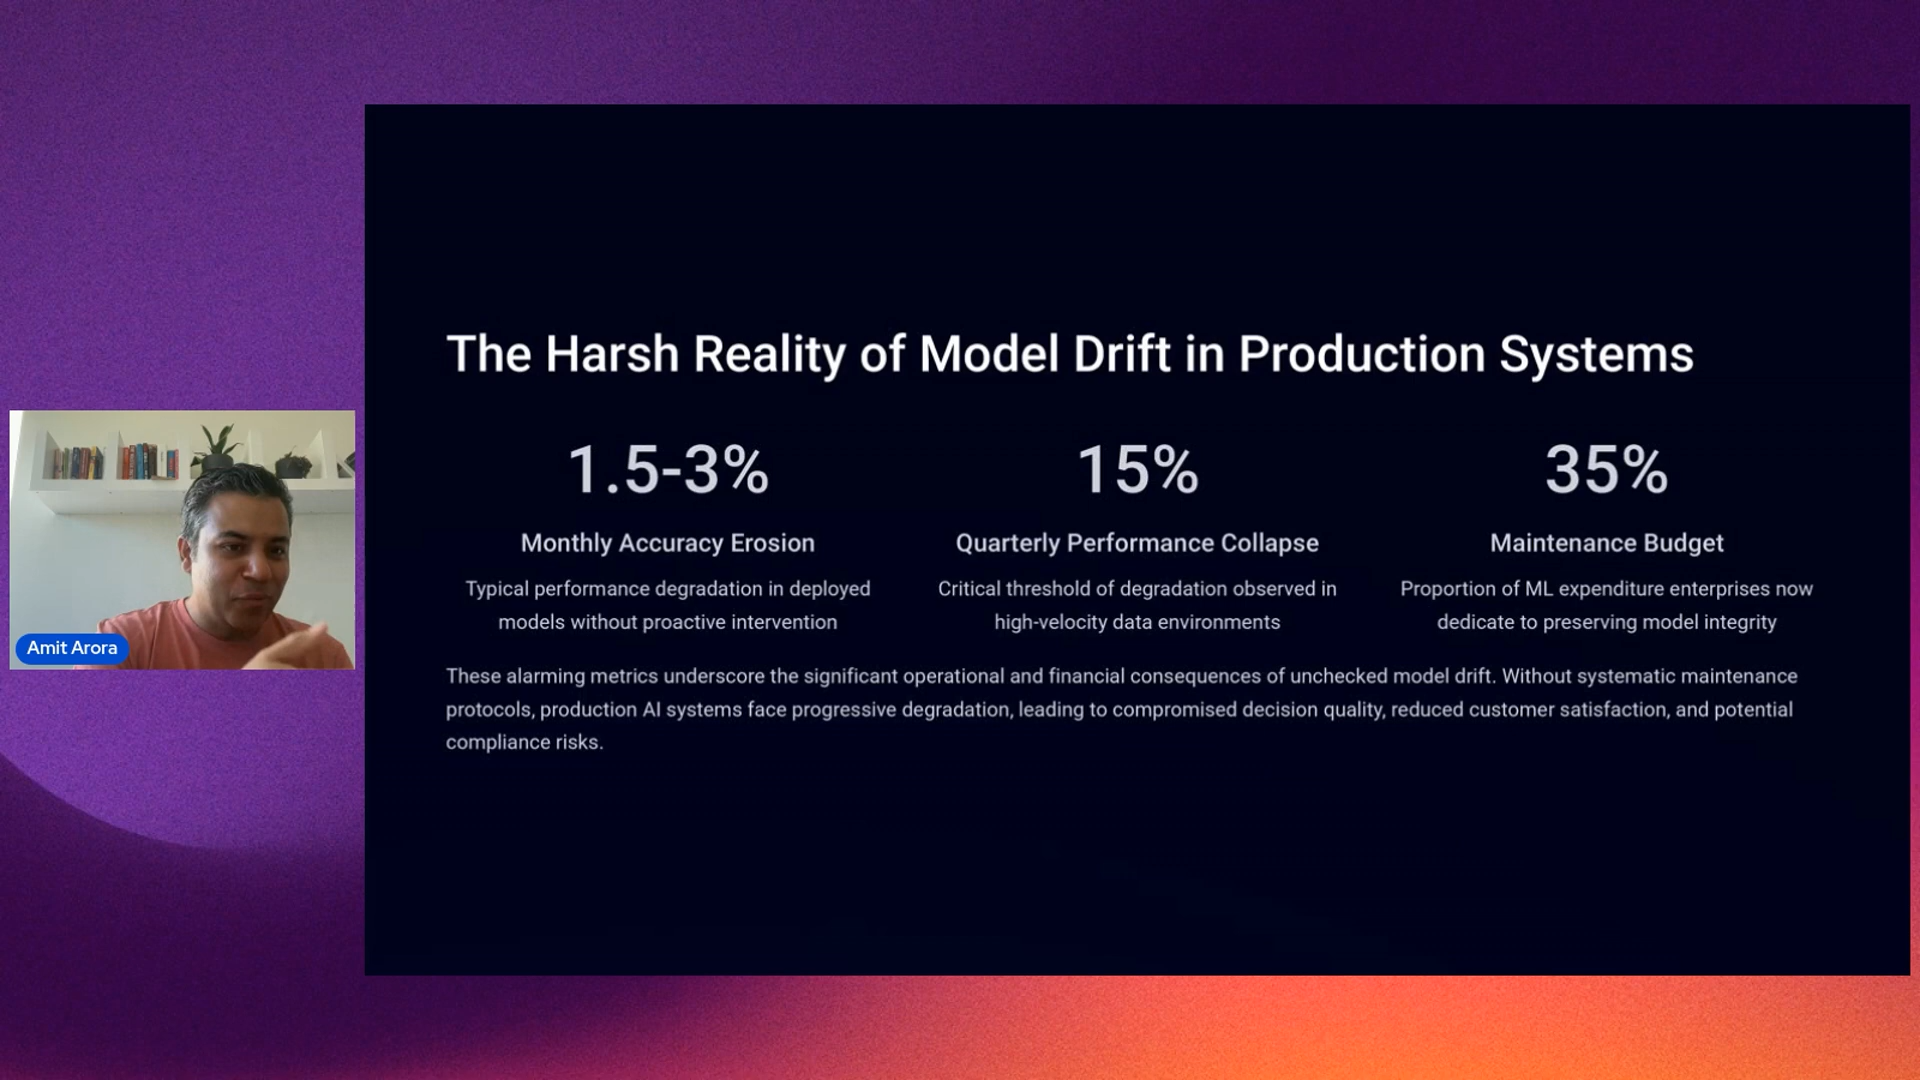 The Harsh Reality of Model Drift in Production Systems
1.5-3%
Monthly Accuracy Erosion
Typical performance degradation in deployed
models without proactive intervention
15%
Quarterly Performance Collapse
Critical threshold of degradation observed in
high-velocity data environments
35%
Maintenance Budget
Proportion of ML expenditure enterprises now
dedicate to preserving model integrity
These alarming metrics underscore the significant operational and financial consequences of unchecked model drift. Without systematic maintenance
protocols, production AI systems face progressive degradation, leading to compromised decision quality, reduced customer satisfaction, and potential
compliance risks.
Amit Arora